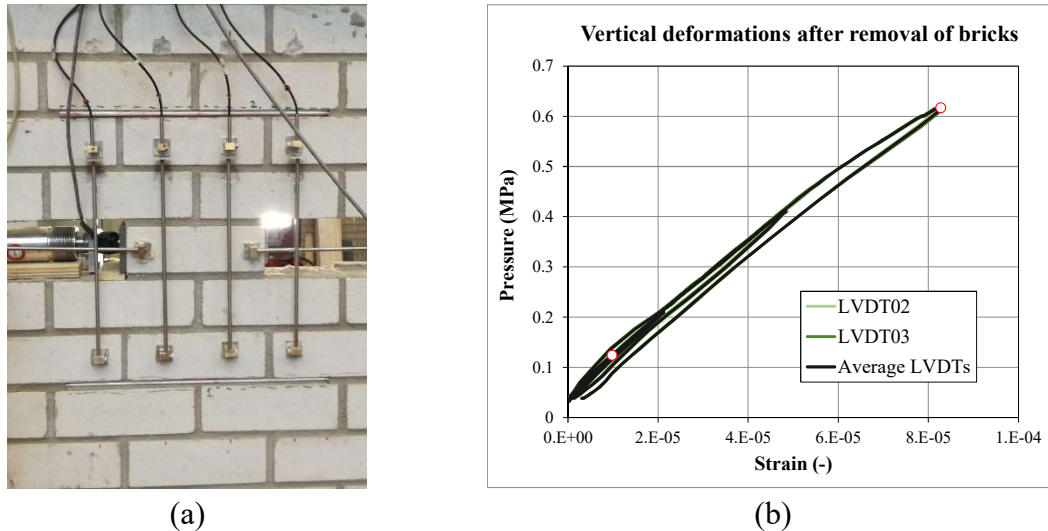 Vertical deformations after removal of bricks
0.7
0.6
0.5
0.4
0.3
0.2
0.1
0
Pressure (MPa)
LVDT02
LVDT03
Average LVDTs
0.E+00 2.E-05 4.E-05 6.E-05 8.E-05 1.E-04
Strain (-)
(a) (b)